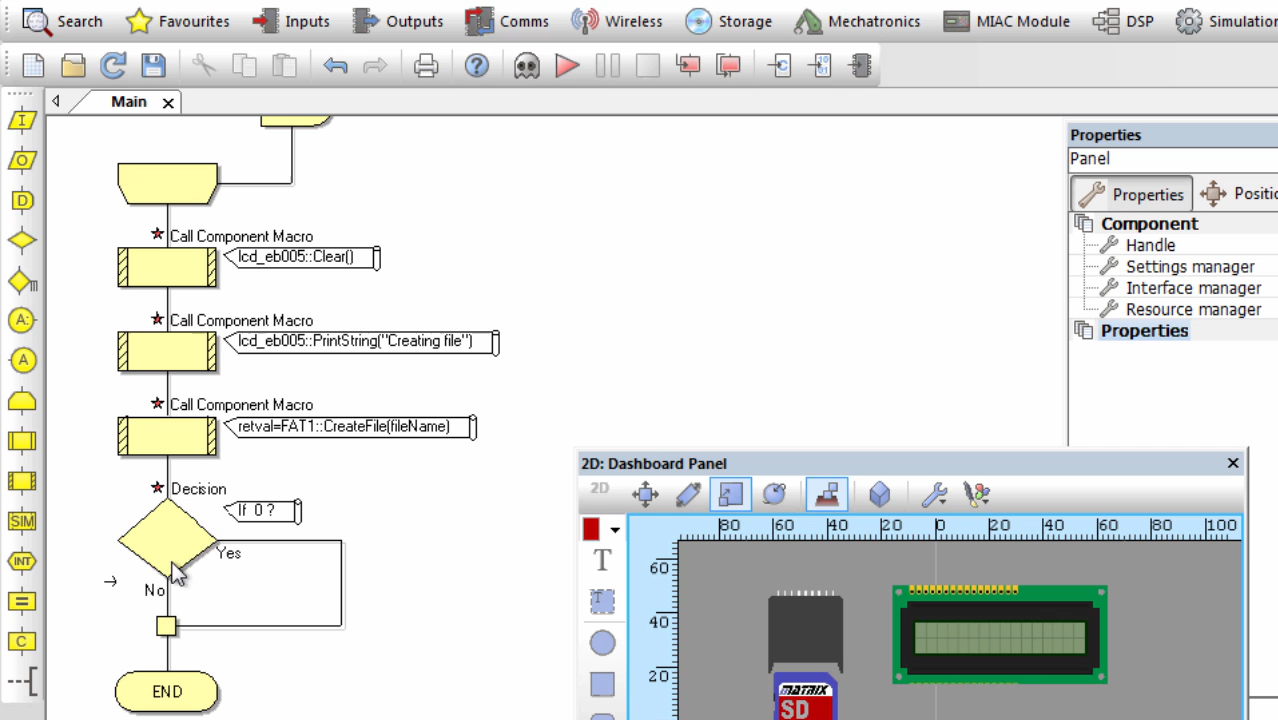 Search Favourites Inputs Outputs Comms Wireless Storage Mechatronics MIAC Module DSP Simulation
Main
Call Component Macro
lcd_eb005::Clear()
Call Component Macro
lcd_eb005::PrintString("Creating file")
Call Component Macro
retval=FAT1::CreateFile(fileName)
Decision
If 0 ?
Yes
No
END
I
O
D
A:
A
SIM
INT
C
Properties
Panel
Properties
Component
Handle
Settings manager
Interface manager
Resource manager
Properties
2D: Dashboard Panel
2D
T
T
80 60 40 20 0 20 40 60 80 100
60
40
20
MATRIX
SD